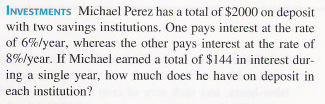 INVESTMENTS Michael Perez has a total of $2000 on deposit
with two savings institutions. One pays interest at the rate
of 6%/year, whereas the other pays interest at the rate of
8%/year. If Michael earned a total of $144 in interest dur-
ing a single year, how much does he have on deposit in
each institution?